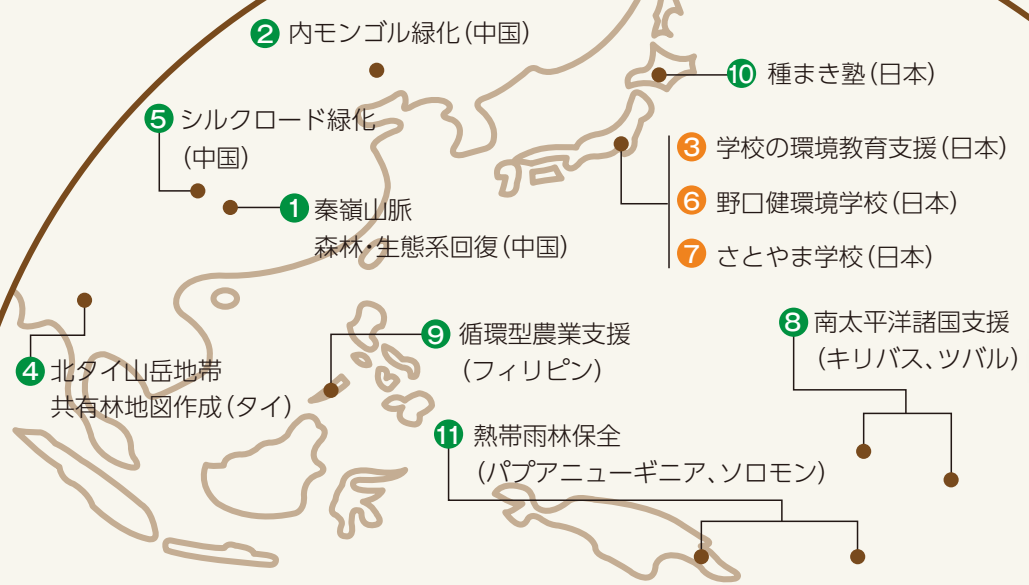 ② 内モンゴル緑化(中国)
⑩ 種まき塾(日本)
⑤ シルクロード緑化
(中国)
③ 学校の環境教育支援(日本)
⑥ 野口健環境学校(日本)
⑦ さとやま学校(日本)
① 秦嶺山脈
森林・生態系回復(中国)
⑧ 南太平洋諸国支援
(キリバス、ツバル)
⑨ 循環型農業支援
(フィリピン)
④ 北タイ山岳地帯
共有林地図作成(タイ)
⑪ 熱帯雨林保全
(パプアニューギニア、ソロモン)